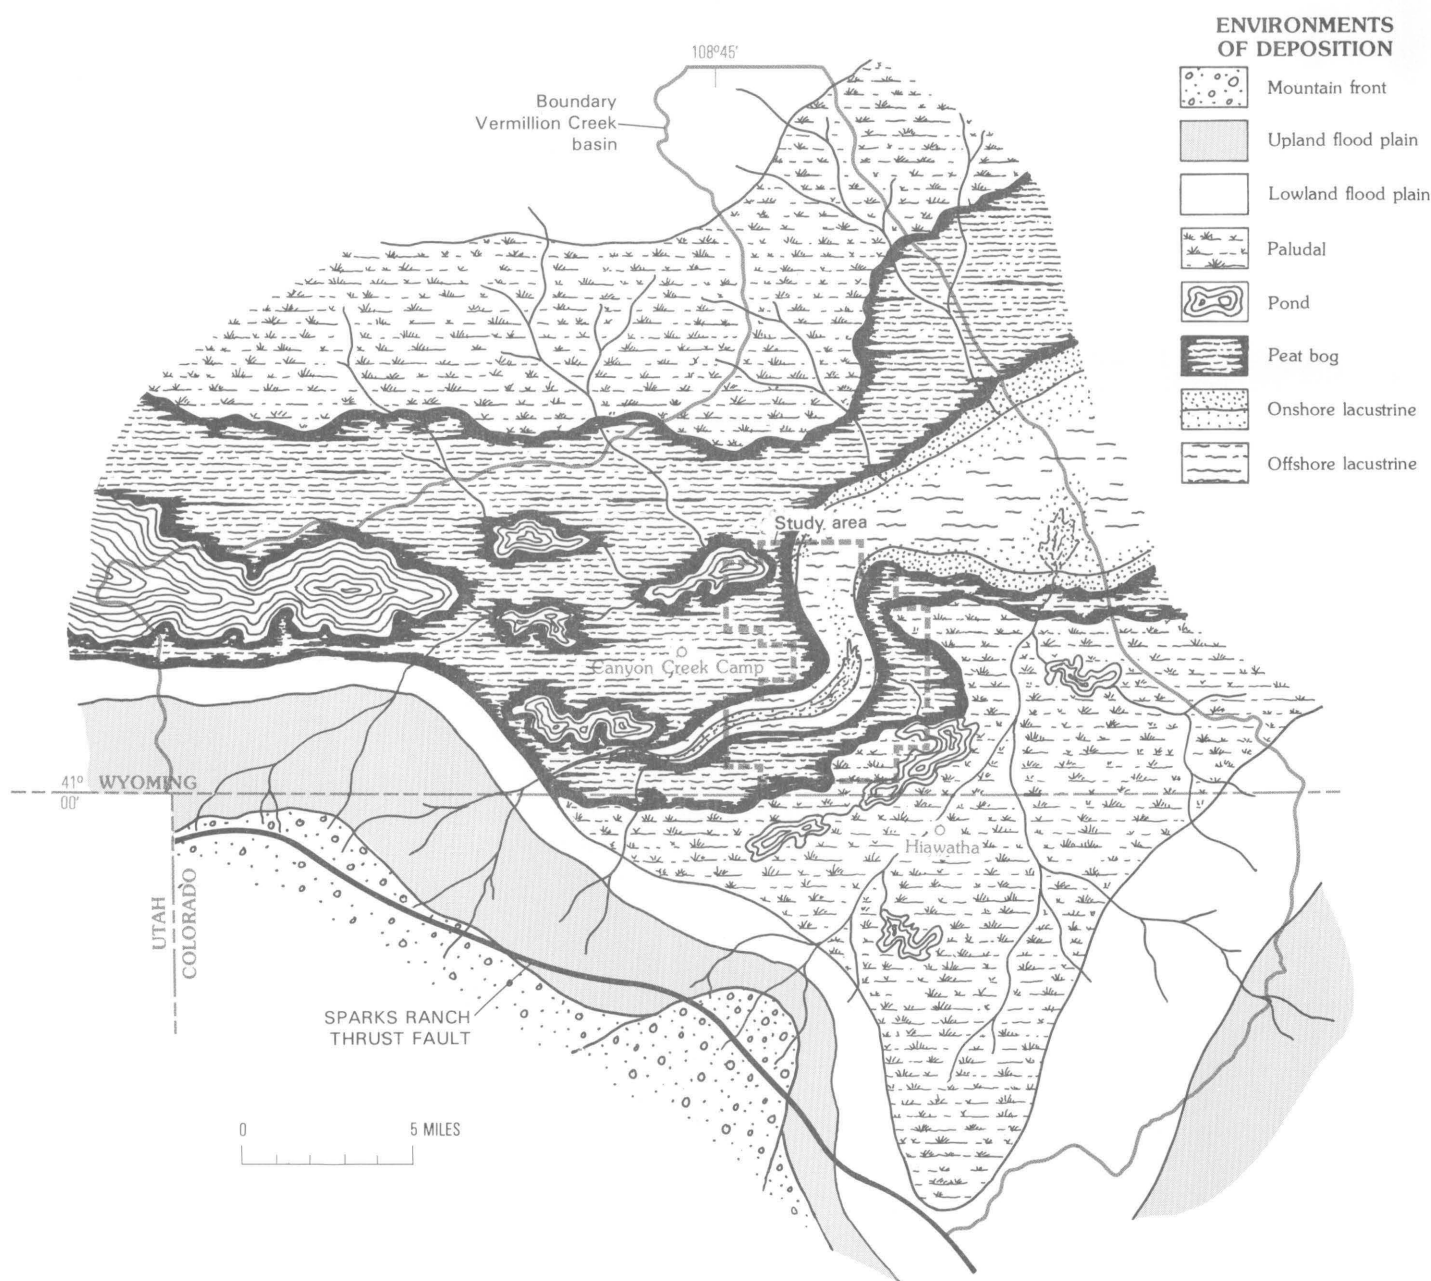 ENVIRONMENTS
OF DEPOSITION
Mountain front
Upland flood plain
Lowland flood plain
Paludal
Pond
Peat bog
Onshore lacustrine
Offshore lacustrine
108°45'
Boundary
Vermillion Creek
basin
Study area
Canyon Creek Camp
41°
00'
WYOMING
Hiawatha
UTAH
COLORADO
SPARKS RANCH
THRUST FAULT
0 5 MILES